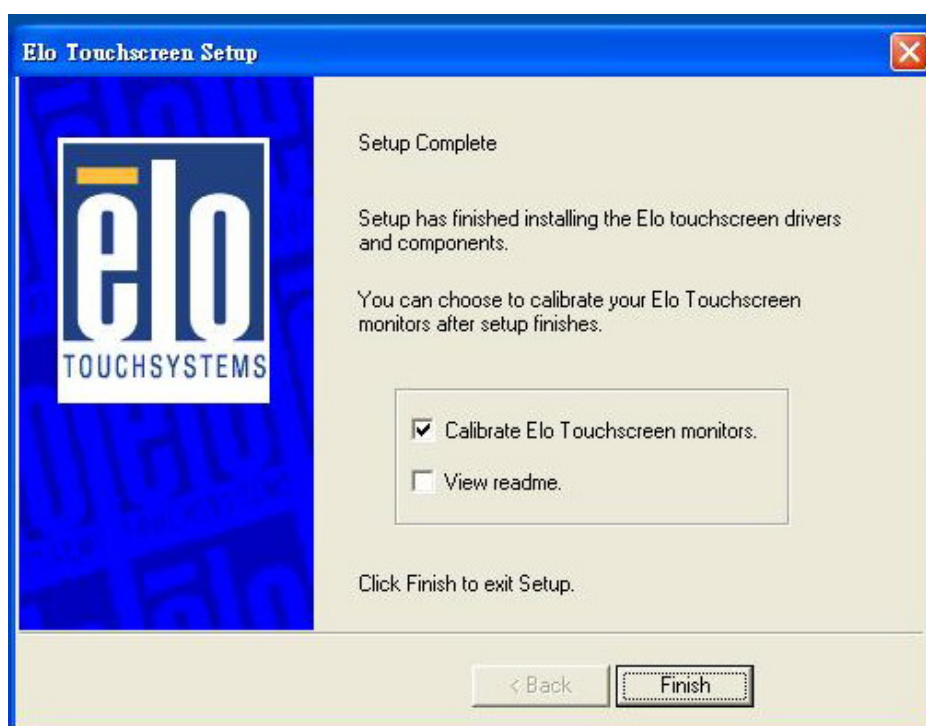 Elo Touchscreen Setup
elo
TOUCHSYSTEMS
Setup Complete
Setup has finished installing the Elo touchscreen drivers
and components.
You can choose to calibrate your Elo Touchscreen
monitors after setup finishes.
Calibrate Elo Touchscreen monitors.
View readme.
Click Finish to exit Setup.
< Back
Finish